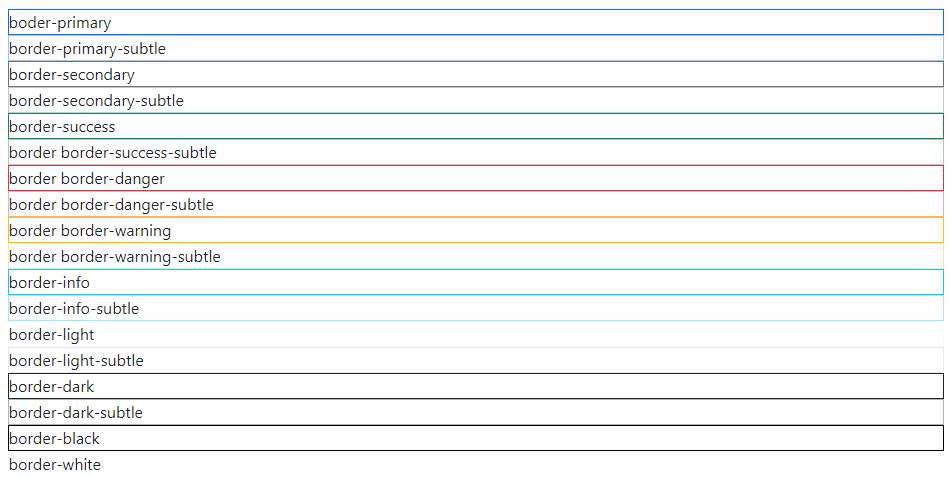 boder-primary
border-primary-subtle
border-secondary
border-secondary-subtle
border-success
border border-success-subtle
border border-danger
border border-danger-subtle
border border-warning
border border-warning-subtle
border-info
border-info-subtle
border-light
border-light-subtle
border-dark
border-dark-subtle
border-black
border-white